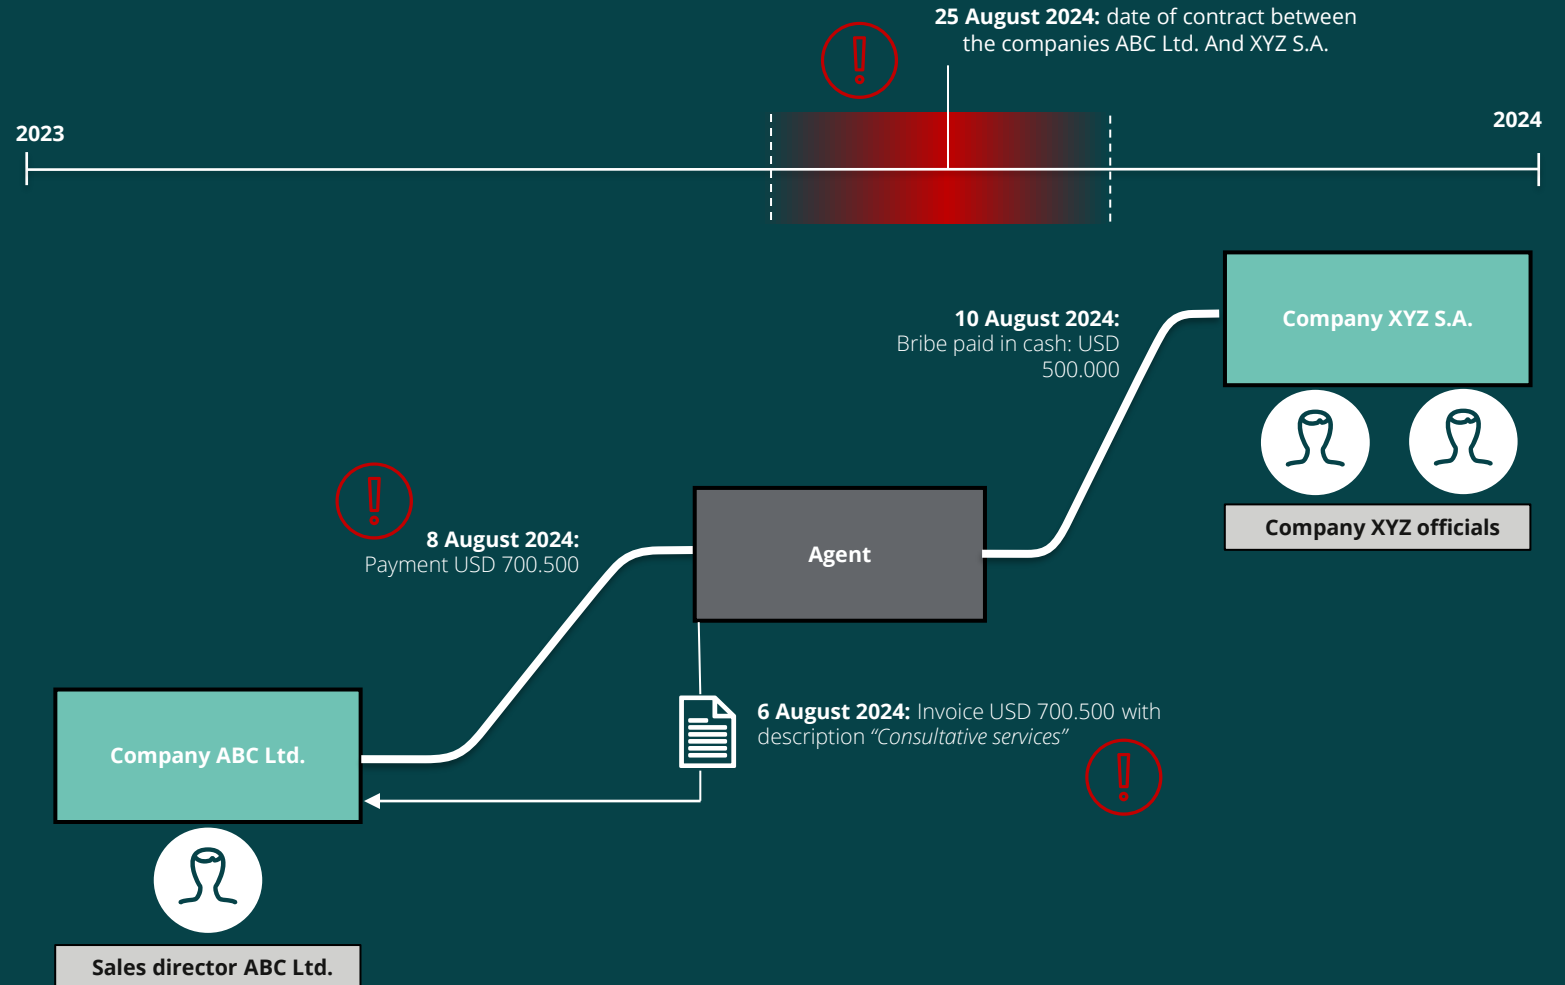 25 August 2024: date of contract between
the companies ABC Ltd. And XYZ S.A.
2023
2024
10 August 2024:
Bribe paid in cash: USD
500.000
Company XYZ S.A.
Company XYZ officials
8 August 2024:
Payment USD 700.500
Agent
6 August 2024: Invoice USD 700.500 with
description “Consultative services”
Company ABC Ltd.
Sales director ABC Ltd.